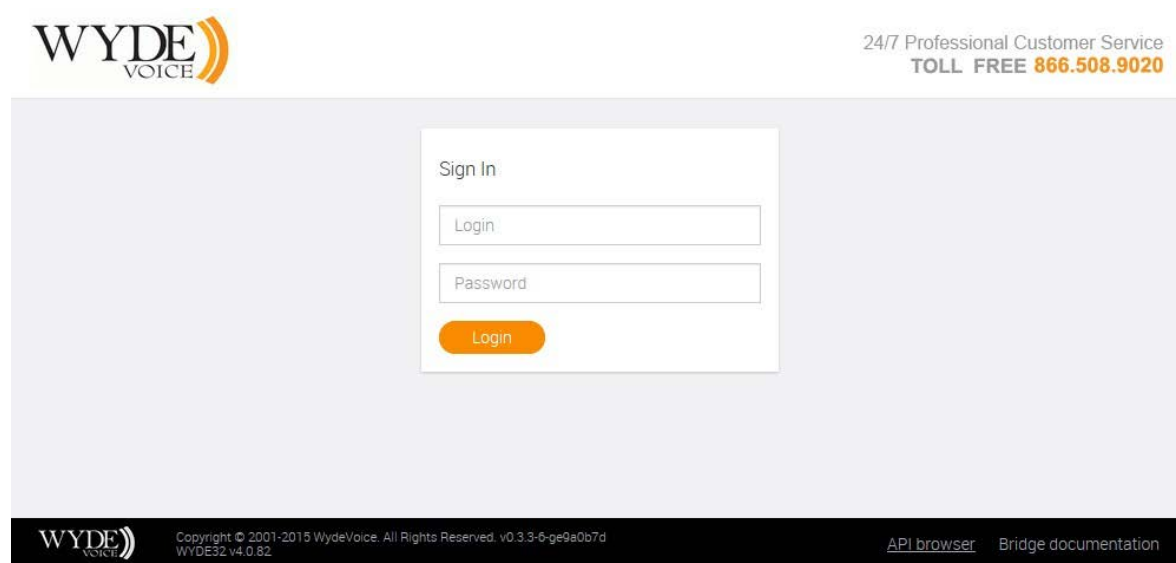 WYDE
VOICE
24/7 Professional Customer Service
TOLL FREE 866.508.9020
Sign In
Login
Password
Login
WYDE
VOICE
Copyright © 2001-2015 WydeVoice. All Rights Reserved. v0.3.3-6-ge9a0b7d
WYDE32 v4.0.82
API browser Bridge documentation